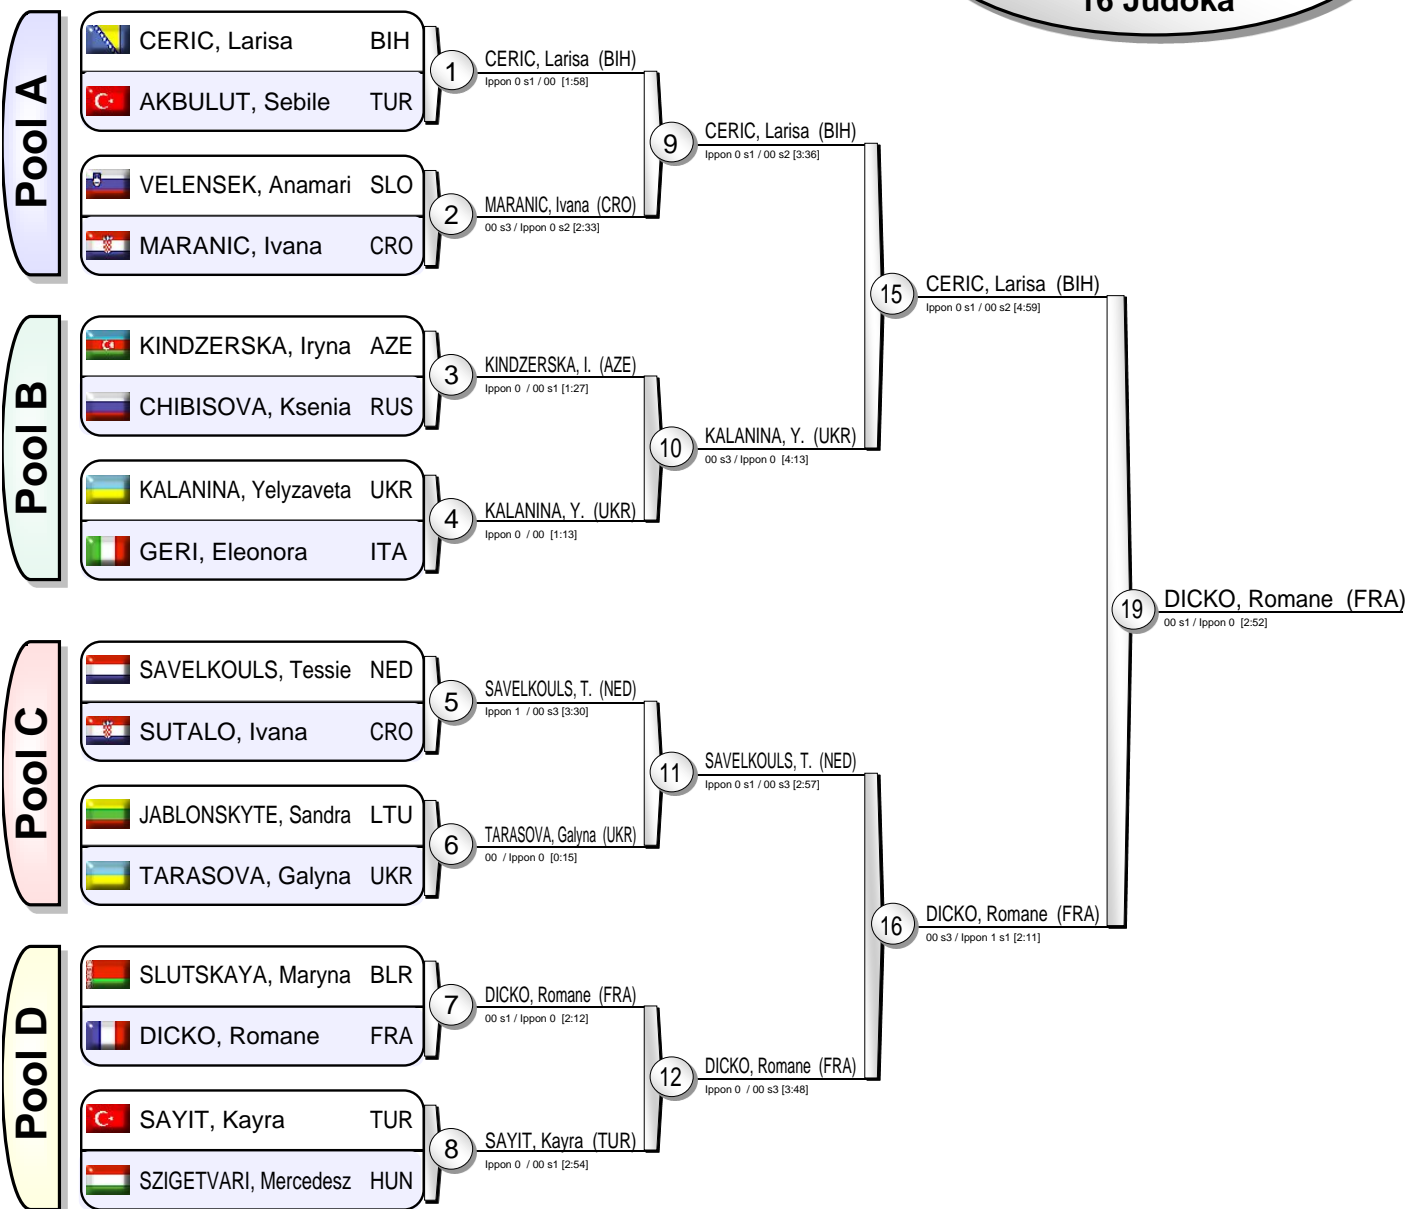 16 Judoka
Pool A
CERIC, Larisa BIH
AKBULUT, Sebile TUR
VELENSEK, Anamari SLO
MARANIC, Ivana CRO
Pool B
KINDZERSKA, Iryna AZE
CHIBISOVA, Ksenia RUS
KALANINA, Yelyzaveta UKR
GERI, Eleonora ITA
Pool C
SAVELKOULS, Tessie NED
SUTALO, Ivana CRO
JABLONSKYTE, Sandra LTU
TARASOVA, Galyna UKR
Pool D
SLUTSKAYA, Maryna BLR
DICKO, Romane FRA
SAYIT, Kayra TUR
SZIGETVARI, Mercedesz HUN
1
CERIC, Larisa (BIH)
Ippon 0 s1 / 00 [1:58]
2
MARANIC, Ivana (CRO)
00 s3 / Ippon 0 s2 [2:33]
3
KINDZERSKA, I. (AZE)
Ippon 0 / 00 s1 [1:27]
4
KALANINA, Y. (UKR)
Ippon 0 / 00 [1:13]
5
SAVELKOULS, T. (NED)
Ippon 1 / 00 s3 [3:30]
6
TARASOVA, Galyna (UKR)
00 / Ippon 0 [0:15]
7
DICKO, Romane (FRA)
00 s1 / Ippon 0 [2:12]
8
SAYIT, Kayra (TUR)
Ippon 0 / 00 s1 [2:54]
9
CERIC, Larisa (BIH)
Ippon 0 s1 / 00 s2 [3:36]
10
KALANINA, Y. (UKR)
00 s3 / Ippon 0 [4:13]
11
SAVELKOULS, T. (NED)
Ippon 0 s1 / 00 s3 [2:57]
12
DICKO, Romane (FRA)
Ippon 0 / 00 s3 [3:48]
15
CERIC, Larisa (BIH)
Ippon 0 s1 / 00 s2 [4:59]
16
DICKO, Romane (FRA)
00 s3 / Ippon 1 s1 [2:11]
19
DICKO, Romane (FRA)
00 s1 / Ippon 0 [2:52]